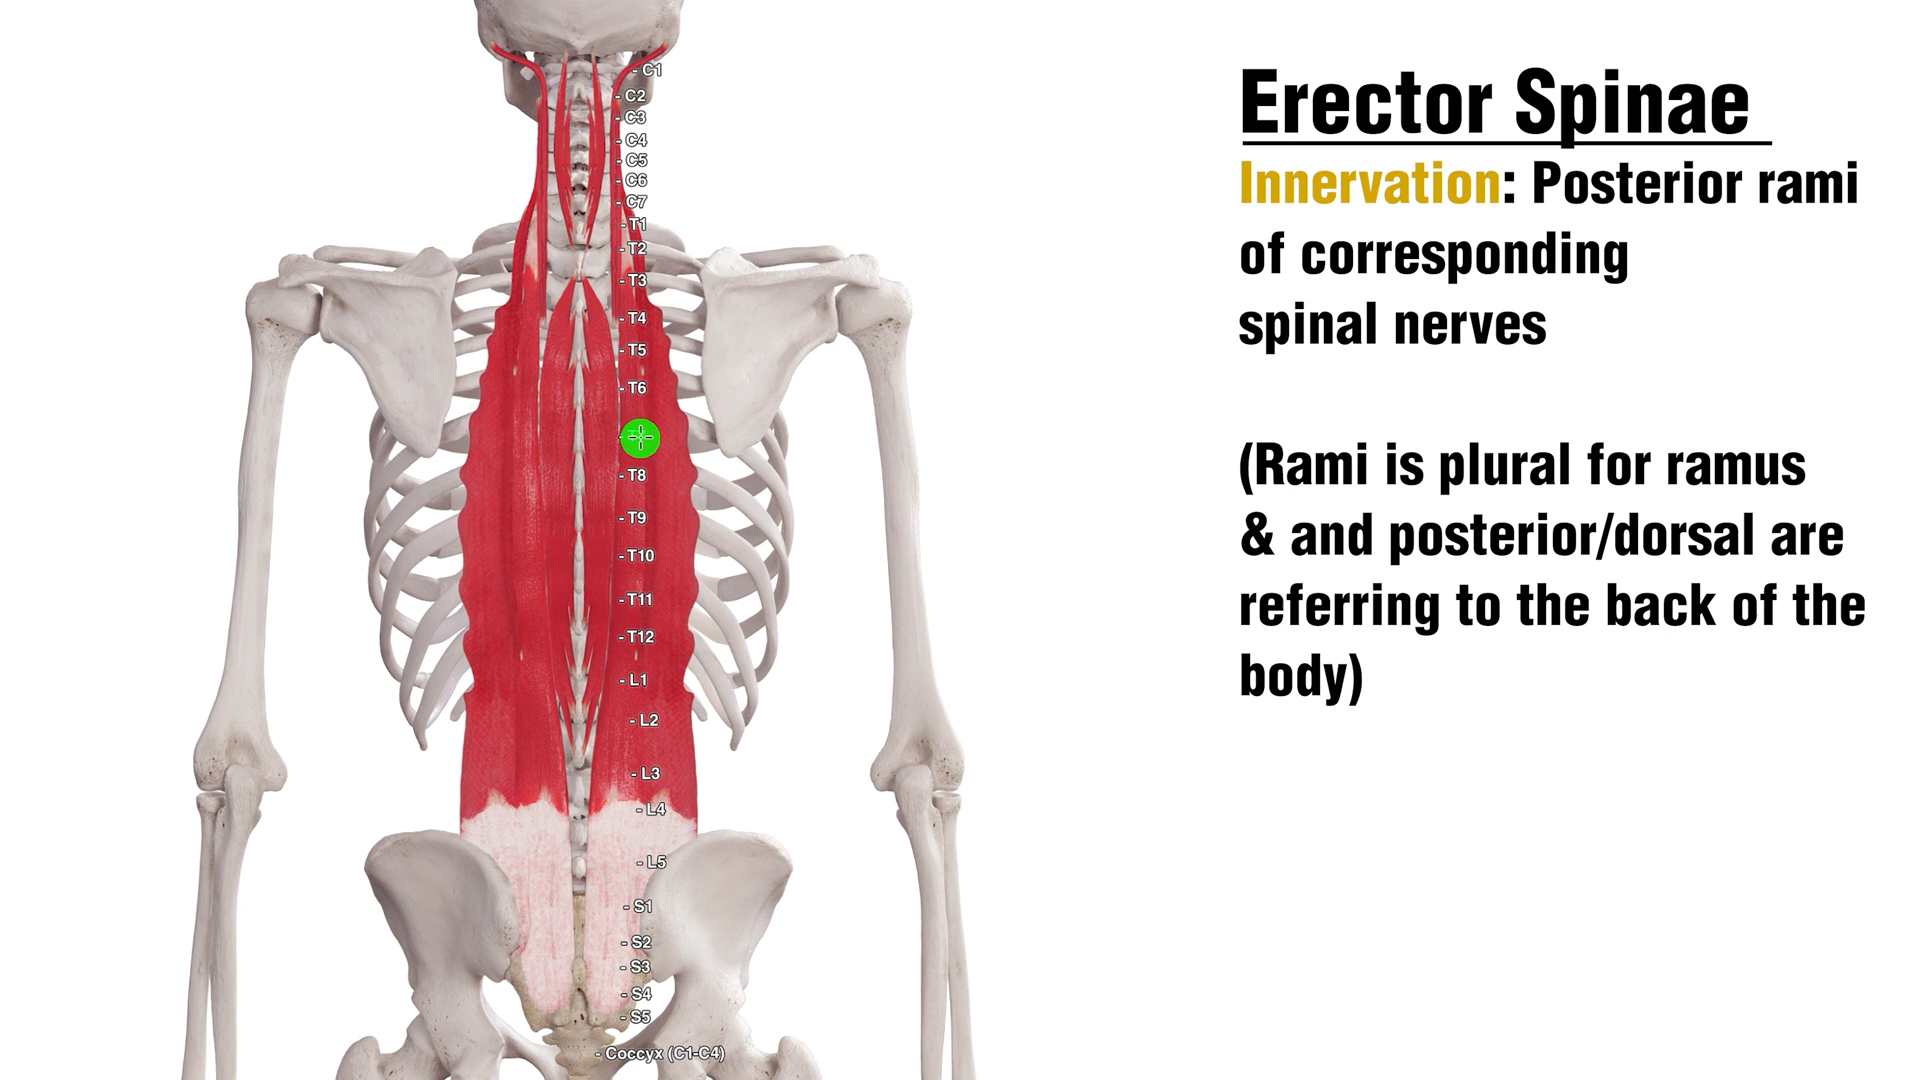 Erector Spinae
Innervation: Posterior rami
of corresponding
spinal nerves
(Rami is plural for ramus
& and posterior/dorsal are
referring to the back of the
body)
- C1
- C2
- C3
- C4
- C5
- C6
- C7
- T1
- T2
- T3
- T4
- T5
- T6
- T8
- T9
- T10
- T11
- T12
- L1
- L2
- L3
- L4
- L5
- S1
- S2
- S3
- S4
- S5
- Coccyx (C1-C4)